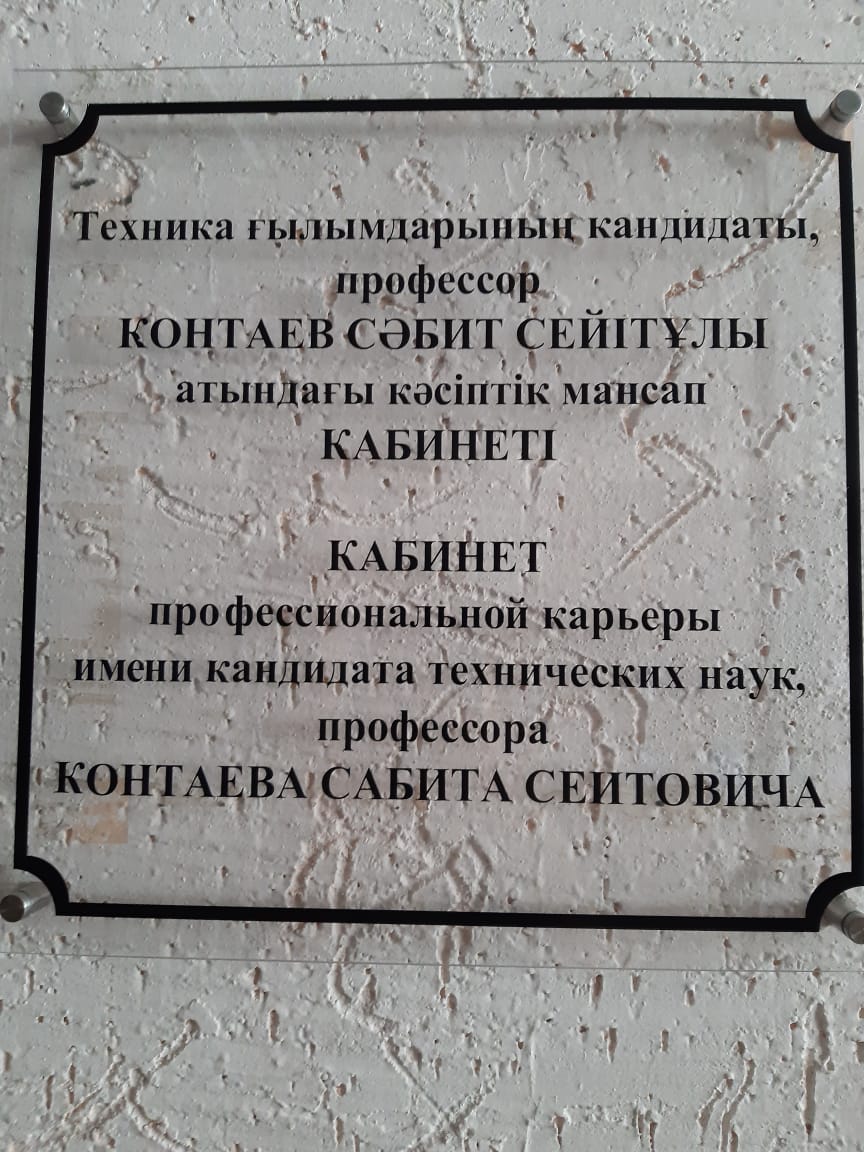 Техника ғылымдарының кандидаты,
профессор
КОНТАЕВ СӘБИТ СЕЙІТҰЛЫ
атындағы кәсіптік мансап
КАБИНЕТІ
КАБИНЕТ
профессиональной карьеры
имени кандидата технических наук,
профессора
КОНТАЕВА САБИТА СЕИТОВИЧА